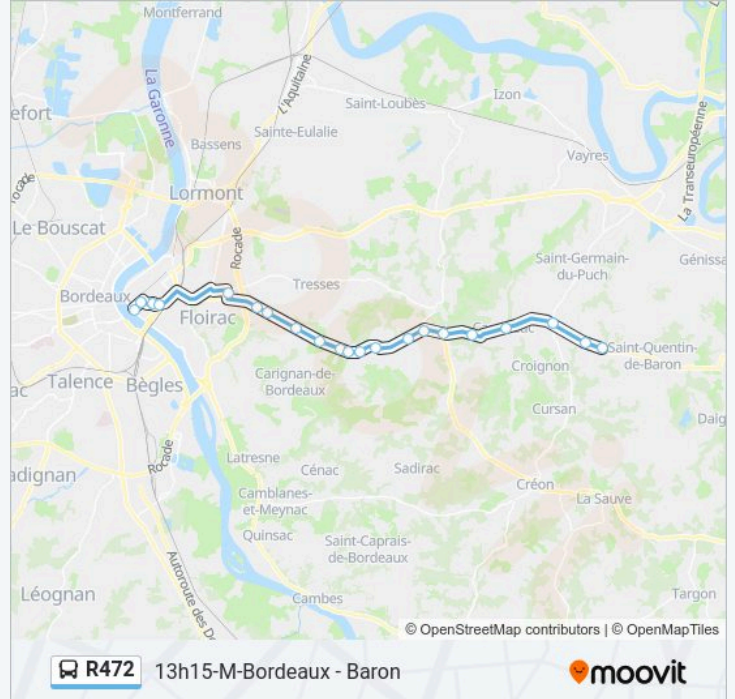 Montferrand
La Garonne
L'Aquitaine
Izon
Saint-Loubès
efort
Sainte-Eulalie
Bassens
Vayres
La Transeuropéenne
Rocade
Lormont
Le Bouscat
Rocade
Saint-Germain-
du-Puch
Génissa
Tresses
Bordeaux
Floirac
Saint-Quentin-
de-Baron
Croignon
Carignan-de-
Bordeaux
ac
Talence
Bègles
Cursan
Daig
Rocade
Latresne
Cénac
Sadirac
adignan
Créon
Camblanes-
et-Meynac
La Sauve
Quinsac
Saint-Caprais-
de-Bordeaux
Autoroute des De
Léognan
Cambes
Targon
© OpenStreetMap contributors | © OpenMapTiles
R472 13h15-M-Bordeaux - Baron
moovit